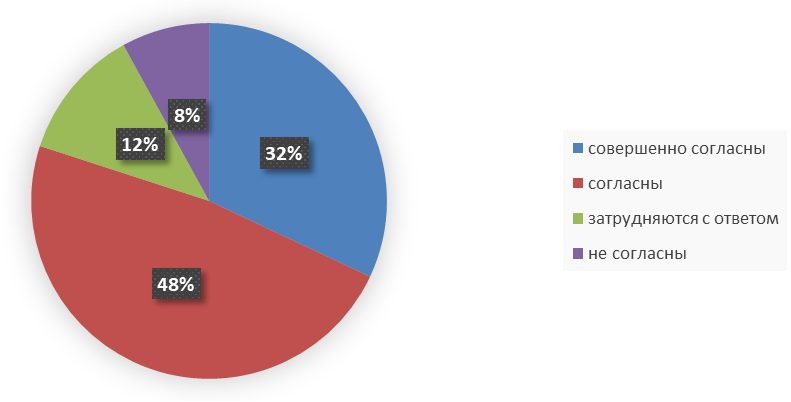 8%
12%
32%
48%
совершенно согласны
согласны
затрудняются с ответом
не согласны